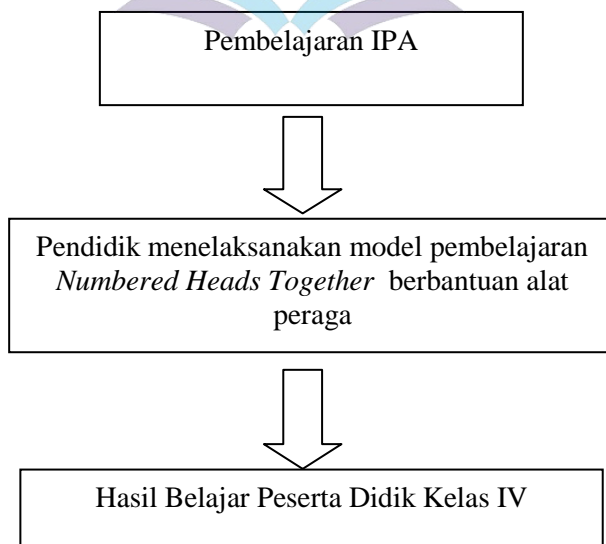 Pembelajaran IPA
Pendidik menelaksanakan model pembelajaran
Numbered Heads Together berbantuan alat
peraga
Hasil Belajar Peserta Didik Kelas IV